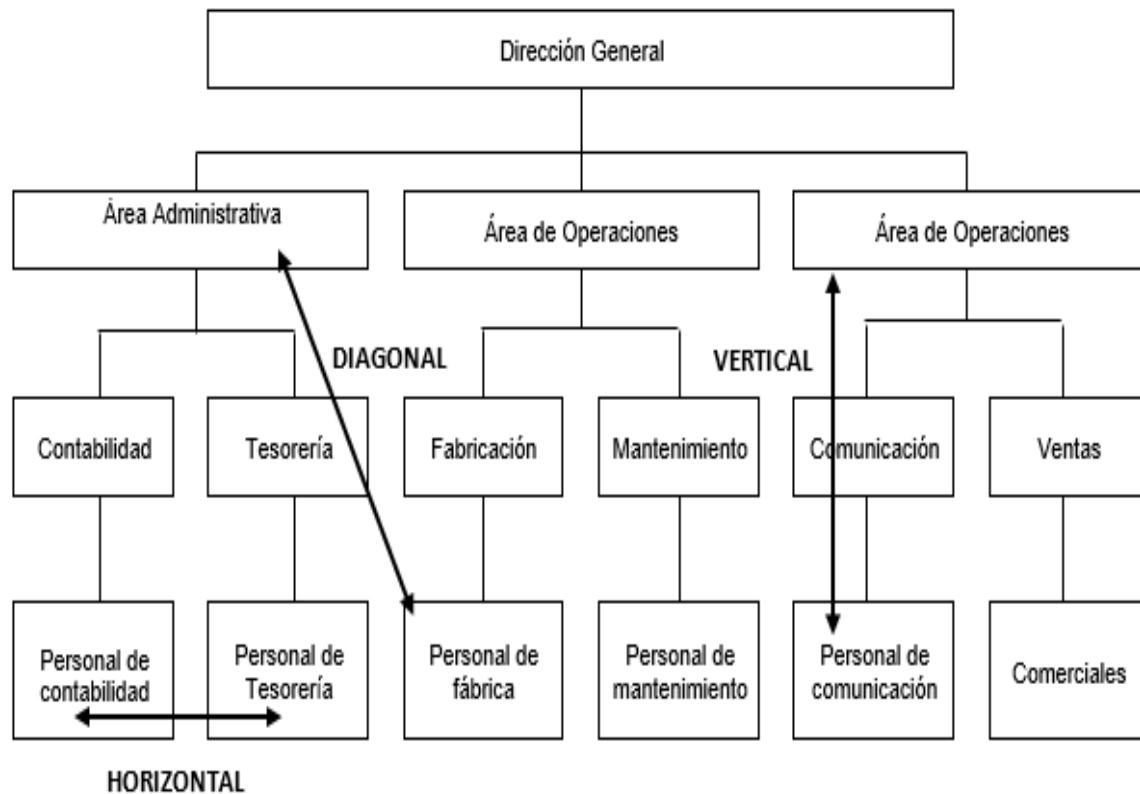 Dirección General
Área Administrativa
Área de Operaciones
Área de Operaciones
DIAGONAL
VERTICAL
Contabilidad
Tesorería
Fabricación
Mantenimiento
Comunicación
Ventas
Personal de
contabilidad
Personal de
Tesorería
Personal de
fábrica
Personal de
mantenimiento
Personal de
comunicación
Comerciales
HORIZONTAL